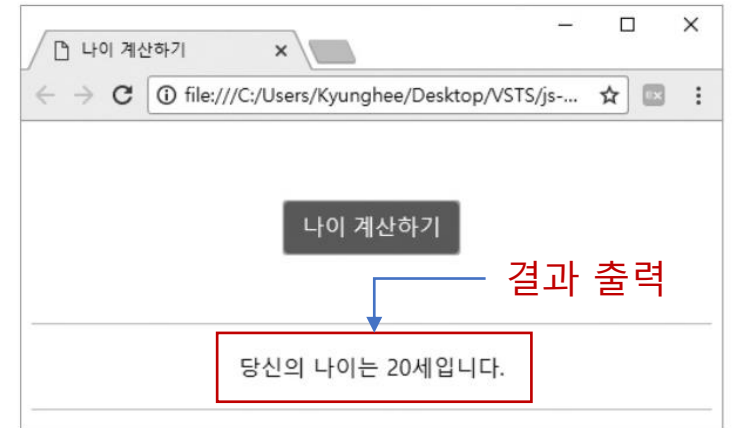 나이 계산하기
file:///C:/Users/Kyunghee/Desktop/VSTS/js-...
나이 계산하기
결과 출력
당신의 나이는 20세입니다.